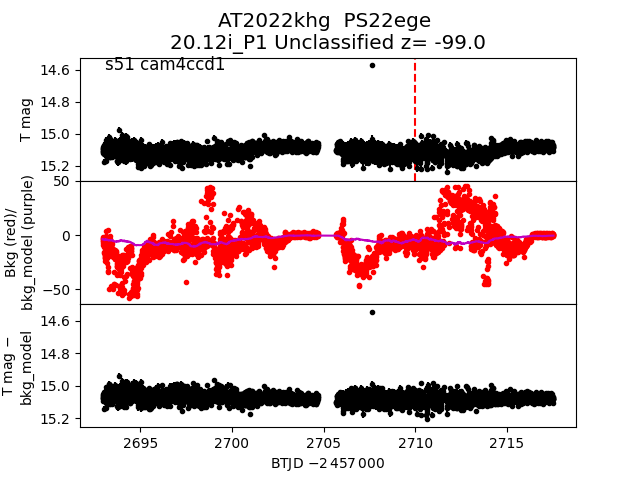 AT2022khg  PS22ege
20.12i_P1 Unclassified z= -99.0
s51 cam4ccd1
14.6
14.8
15.0
15.2
T mag
50
0
−50
Bkg (red)/
bkg_model (purple)
14.6
14.8
15.0
15.2
T mag −
bkg_model
2695
2700
2705
2710
2715
BTJD −2 457 000